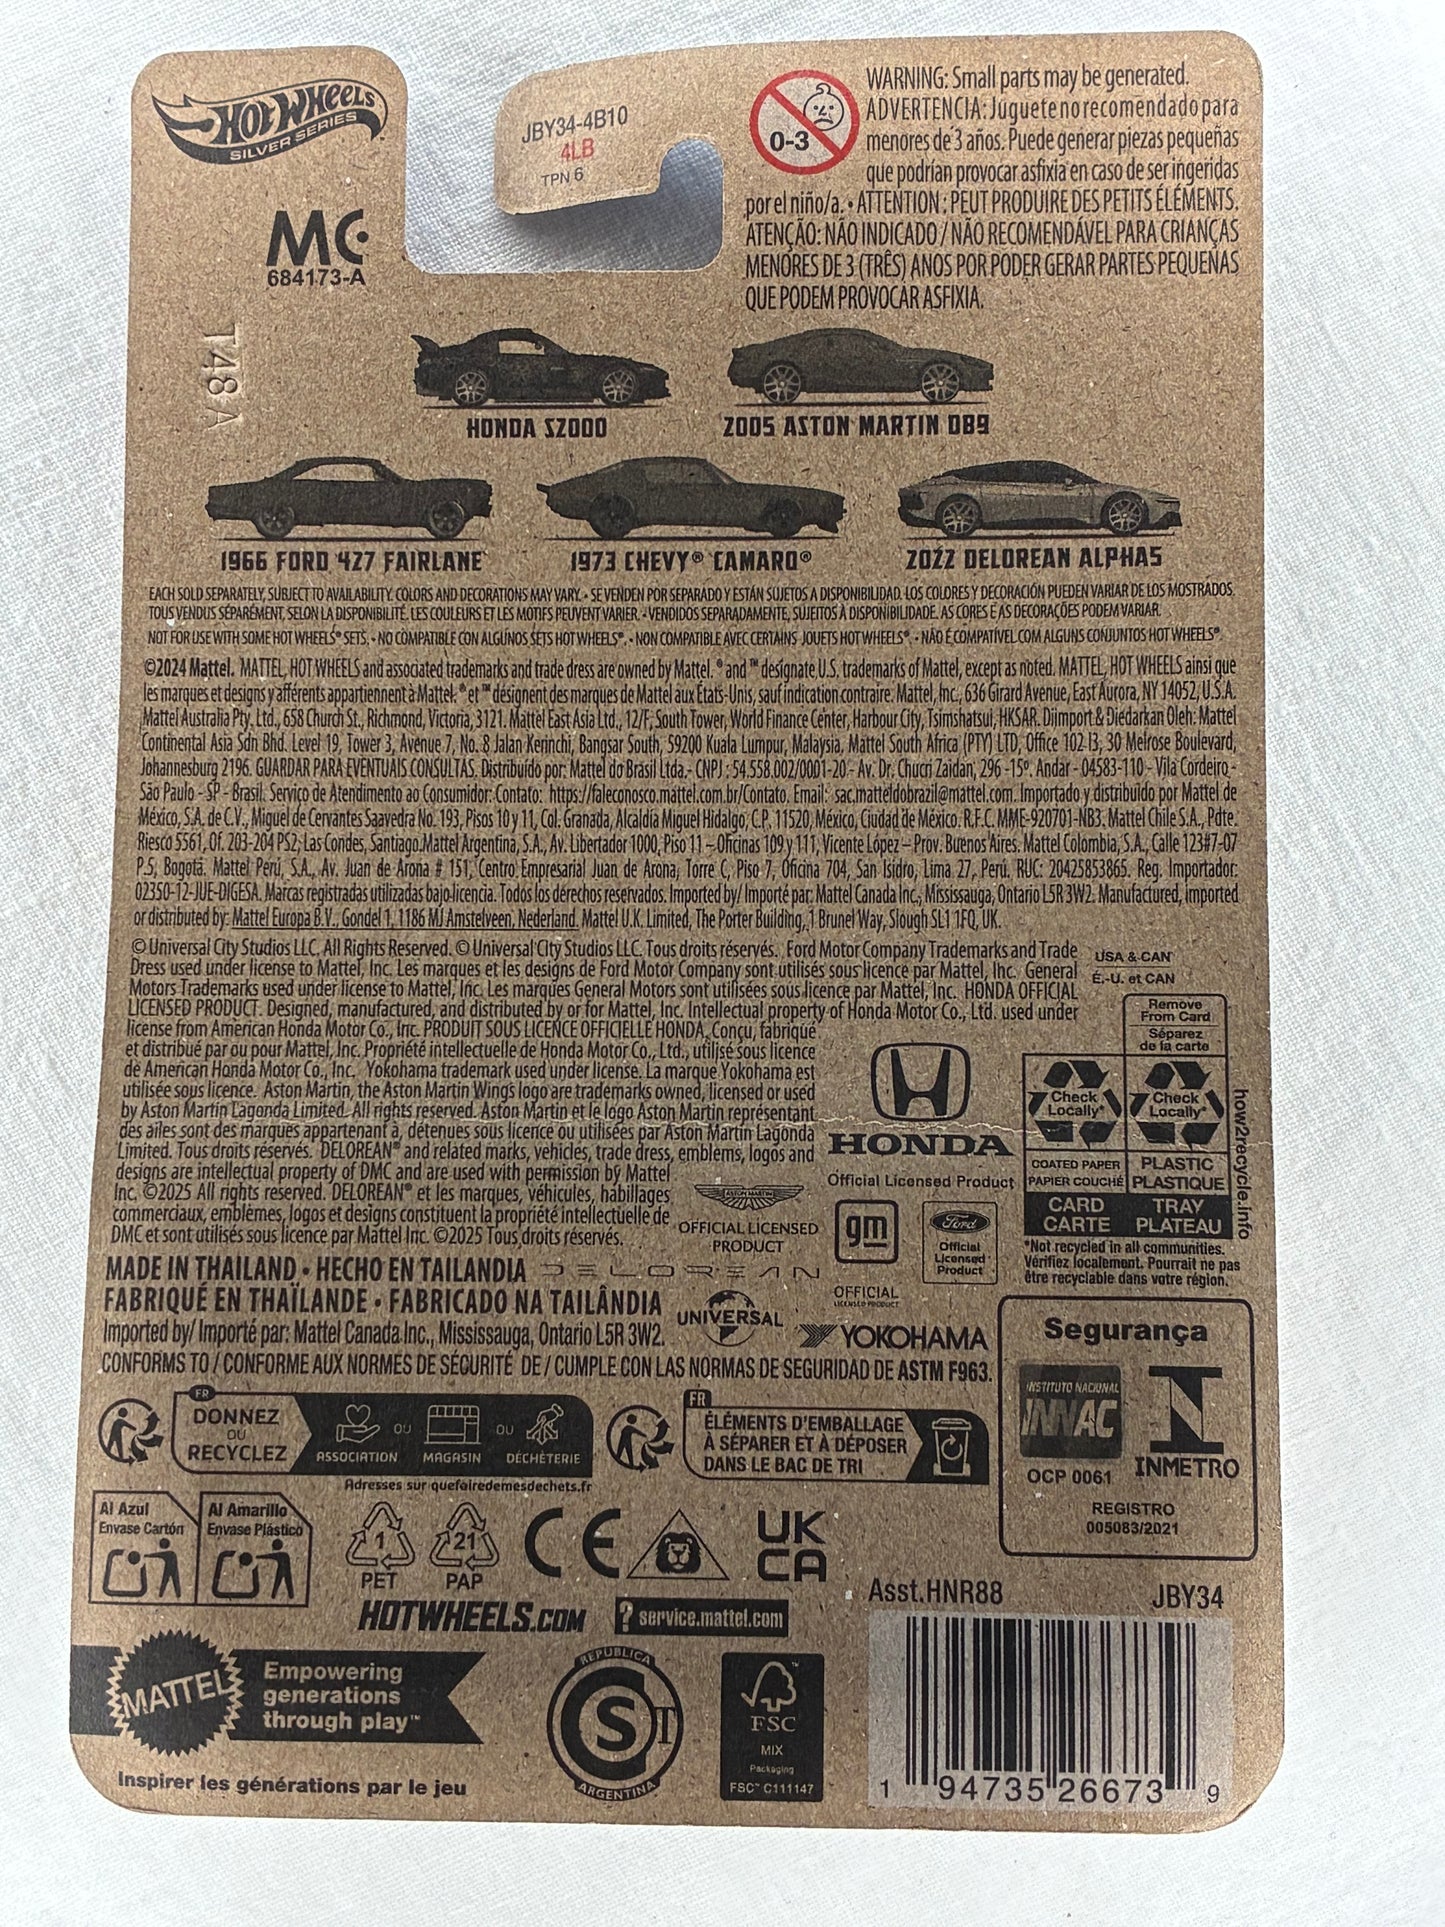 HOT WHEELS
SILVER SERIES
JBY34-4B10
4LB
TPN 6
MC
684173-A
T48 A
0-3
WARNING: Small parts may be generated.
ADVERTENCIA: Juguete no recomendado para
menores de 3 años. Puede generar piezas pequeñas
que podrían provocar asfixia en caso de ser ingeridas
por el niño/a. • ATTENTION : PEUT PRODUIRE DES PETITS ÉLÉMENTS.
ATENÇÃO: NÃO INDICADO / NÃO RECOMENDÁVEL PARA CRIANÇAS
MENORES DE 3 (TRÊS) ANOS POR PODER GERAR PARTES PEQUENAS
QUE PODEM PROVOCAR ASFIXIA.
HONDA S2000
2005 ASTON MARTIN DB9
1966 FORD 427 FAIRLANE
1973 CHEVY® CAMARO®
2022 DELOREAN ALPHA5
EACH SOLD SEPARATELY, SUBJECT TO AVAILABILITY. COLORS AND DECORATIONS MAY VARY. • SE VENDEN POR SEPARADO Y ESTÁN SUJETOS A DISPONIBILIDAD. LOS COLORES Y DECORACIÓN PUEDEN VARIAR DE LOS MOSTRADOS.
TOUS VENDUS SÉPARÉMENT, SELON LA DISPONIBILITÉ. LES COULEURS ET LES MOTIFS PEUVENT VARIER. • VENDIDOS SEPARADAMENTE, SUJEITOS À DISPONIBILIDADE. AS CORES E AS DECORAÇÕES PODEM VARIAR.
NOT FOR USE WITH SOME HOT WHEELS® SETS. • NO COMPATIBLE CON ALGUNOS SETS HOT WHEELS®. • NON COMPATIBLE AVEC CERTAINS JOUETS HOT WHEELS®. • NÃO É COMPATÍVEL COM ALGUNS CONJUNTOS HOT WHEELS®.
©2024 Mattel. MATTEL, HOT WHEELS and associated trademarks and trade dress are owned by Mattel. ® and ™ designate U.S. trademarks of Mattel, except as noted. MATTEL, HOT WHEELS ainsi que
les marques et designs y afférents appartiennent à Mattel. ® et ™ désignent des marques de Mattel aux États-Unis, sauf indication contraire. Mattel, Inc., 636 Girard Avenue, East Aurora, NY 14052, U.S.A.
Mattel Australia Pty. Ltd., 658 Church St., Richmond, Victoria, 3121. Mattel East Asia Ltd., 12/F, South Tower, World Finance Center, Harbour City, Tsimshatsui, HKSAR. Diimport & Diedarkan Oleh: Mattel
Continental Asia Sdn Bhd. Level 19, Tower 3, Avenue 7, No. 8 Jalan Kerinchi, Bangsar South, 59200 Kuala Lumpur, Malaysia, Mattel South Africa (PTY) LTD, Office 102 I3, 30 Melrose Boulevard,
Johannesburg 2196. GUARDAR PARA EVENTUAIS CONSULTAS. Distribuído por: Mattel do Brasil Ltda.- CNPJ : 54.558.002/0001-20 - Av. Dr. Chucri Zaidan, 296 -15º. Andar - 04583-110 - Vila Cordeiro -
São Paulo - SP - Brasil. Serviço de Atendimento ao Consumidor: Contato: https://faleconosco.mattel.com.br/Contato. Email: sac.matteldobrazil@mattel.com. Importado y distribuido por Mattel de
México, S.A. de C.V., Miguel de Cervantes Saavedra No. 193, Pisos 10 y 11, Col. Granada, Alcaldía Miguel Hidalgo, C.P. 11520, México, Ciudad de México. R.F.C. MME-920701-NB3. Mattel Chile S.A., Pdte.
Riesco 5561, Of. 203-204 PS2, Las Condes, Santiago. Mattel Argentina, S.A., Av. Libertador 1000, Piso 11 – Oficinas 109 y 111, Vicente López – Prov. Buenos Aires. Mattel Colombia, S.A., Calle 123#7-07
P.5, Bogotá. Mattel Perú, S.A., Av. Juan de Arona # 151, Centro Empresarial Juan de Arona, Torre C, Piso 7, Oficina 704, San Isidro, Lima 27, Perú. RUC: 20425853865. Reg. Importador:
02350-12-JUE-DIGESA. Marcas registradas utilizadas bajo licencia. Todos los derechos reservados. Imported by/ Importé par: Mattel Canada Inc., Mississauga, Ontario L5R 3W2. Manufactured, imported
or distributed by: Mattel Europa B.V., Gondel 1, 1186 MJ Amstelveen, Nederland. Mattel U.K. Limited, The Porter Building, 1 Brunel Way, Slough SL1 1FQ, UK.
© Universal City Studios LLC. All Rights Reserved. © Universal City Studios LLC. Tous droits réservés. Ford Motor Company Trademarks and Trade
Dress used under license to Mattel, Inc. Les marques et les designs de Ford Motor Company sont utilisés sous licence par Mattel, Inc. General
Motors Trademarks used under license to Mattel, Inc. Les marques General Motors sont utilisées sous licence par Mattel, Inc. HONDA OFFICIAL
LICENSED PRODUCT. Designed, manufactured, and distributed by or for Mattel, Inc. Intellectual property of Honda Motor Co., Ltd. used under
license from American Honda Motor Co., Inc. PRODUIT SOUS LICENCE OFFICIELLE HONDA, Conçu, fabriqué
et distribué par ou pour Mattel, Inc. Propriété intellectuelle de Honda Motor Co., Ltd., utilisé sous licence
de American Honda Motor Co., Inc. Yokohama trademark used under license. La marque Yokohama est
utilisée sous licence. Aston Martin, the Aston Martin Wings logo are trademarks owned, licensed or used
by Aston Martin Lagonda Limited. All rights reserved. Aston Martin et le logo Aston Martin représentant
des ailes sont des marques appartenant à, détenues sous licence ou utilisées par Aston Martin Lagonda
Limited. Tous droits réservés. DELOREAN® and related marks, vehicles, trade dress, emblems, logos and
designs are intellectual property of DMC and are used with permission by Mattel
Inc, ©2025 All rights reserved. DELOREAN® et les marques, véhicules, habillages
commerciaux, emblèmes, logos et designs constituent la propriété intellectuelle de
DMC et sont utilisés sous licence par Mattel Inc. ©2025 Tous droits réservés.
USA & CAN
É.-U. et CAN
Remove
From Card
Séparez
de la carte
Check
Locally*
Check
Locally*
COATED PAPER
PAPIER COUCHÉ
PLASTIC
PLASTIQUE
CARD
CARTE
TRAY
PLATEAU
how2recycle.info
*Not recycled in all communities.
Vérifiez localement. Pourrait ne pas
être recyclable dans votre région.
HONDA
Official Licensed Product
ASTON MARTIN
OFFICIAL LICENSED
PRODUCT
gm
OFFICIAL
LICENSED PRODUCT
Ford
Official
Licensed
Product
DELOREAN
UNIVERSAL
YOKOHAMA
MADE IN THAILAND • HECHO EN TAILANDIA
FABRIQUÉ EN THAÏLANDE • FABRICADO NA TAILÂNDIA
Imported by/ Importé par: Mattel Canada Inc., Mississauga, Ontario L5R 3W2.
CONFORMS TO / CONFORME AUX NORMES DE SÉCURITÉ DE / CUMPLE CON LAS NORMAS DE SEGURIDAD DE ASTM F963.
Segurança
INSTITUTO NACIONAL
INNAC
OCP 0061
INMETRO
REGISTRO
005083/2021
FR
DONNEZ
OU
RECYCLEZ
ASSOCIATION
OU
MAGASIN
OU
DÉCHÈTERIE
Adresses sur quefairedemesdechets.fr
FR
ÉLÉMENTS D'EMBALLAGE
À SÉPARER ET À DÉPOSER
DANS LE BAC DE TRI
Al Azul
Envase Cartón
Al Amarillo
Envase Plástico
1
PET
21
PAP
CE
UK
CA
HOTWHEELS.COM
? service.mattel.com
Asst.HNR88
JBY34
MATTEL
Empowering
generations
through play™
Inspirer les générations par le jeu
REPUBLICA
CST
ARGENTINA
FSC
MIX
Packaging
FSC™ C111147
1 94735 26673 9